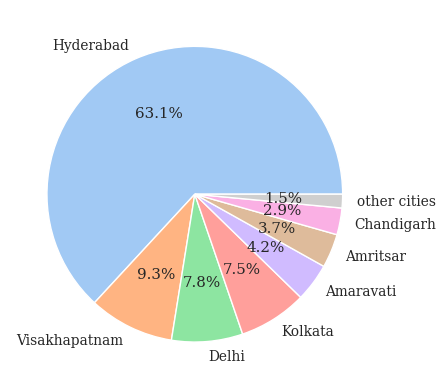 Hyderabad
63.1%
1.5%
other cities
2.9%
Chandigarh
3.7%
Amritsar
4.2%
Amaravati
7.5%
Kolkata
7.8%
Delhi
9.3%
Visakhapatnam